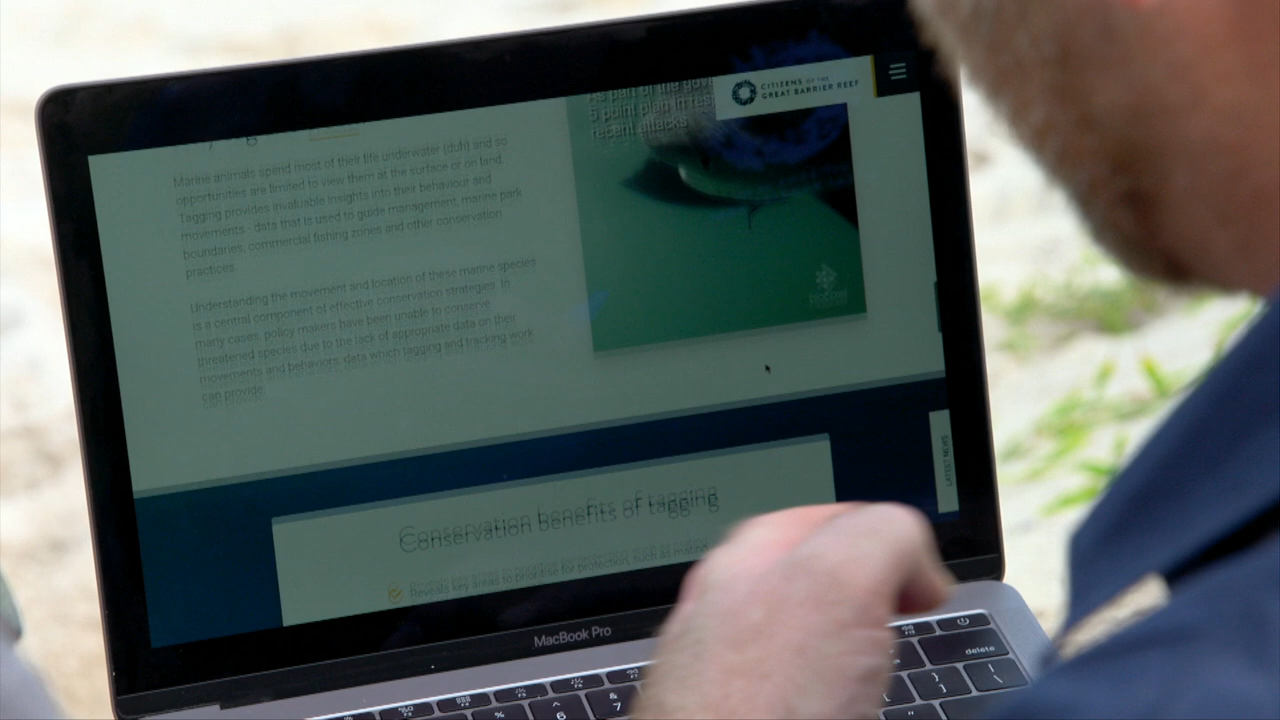 As part of the gov
5 point plan in res
recent attacks
CITIZENS OF THE
GREAT BARRIER REEF
Marine animals spend most of their life underwater (duh) and so
opportunities are limited to view them at the surface or on land.
Tagging provides invaluable insights into their behaviour and
movements - data that is used to guide management, marine park
boundaries, commercial fishing zones and other conservation
practices.
Understanding the movement and location of these marine species
is a central component of effective conservation strategies. In
many cases, policy makers have been unable to conserve
threatened species due to the lack of appropriate data on their
movements and behaviors; data which tagging and tracking work
can provide.
LATEST NEWS
Conservation benefits of tagging
Reveals key areas to prioritise for protection, such as mating
MacBook Pro
delete
&
7
^
6
%
}
]
|
\
"